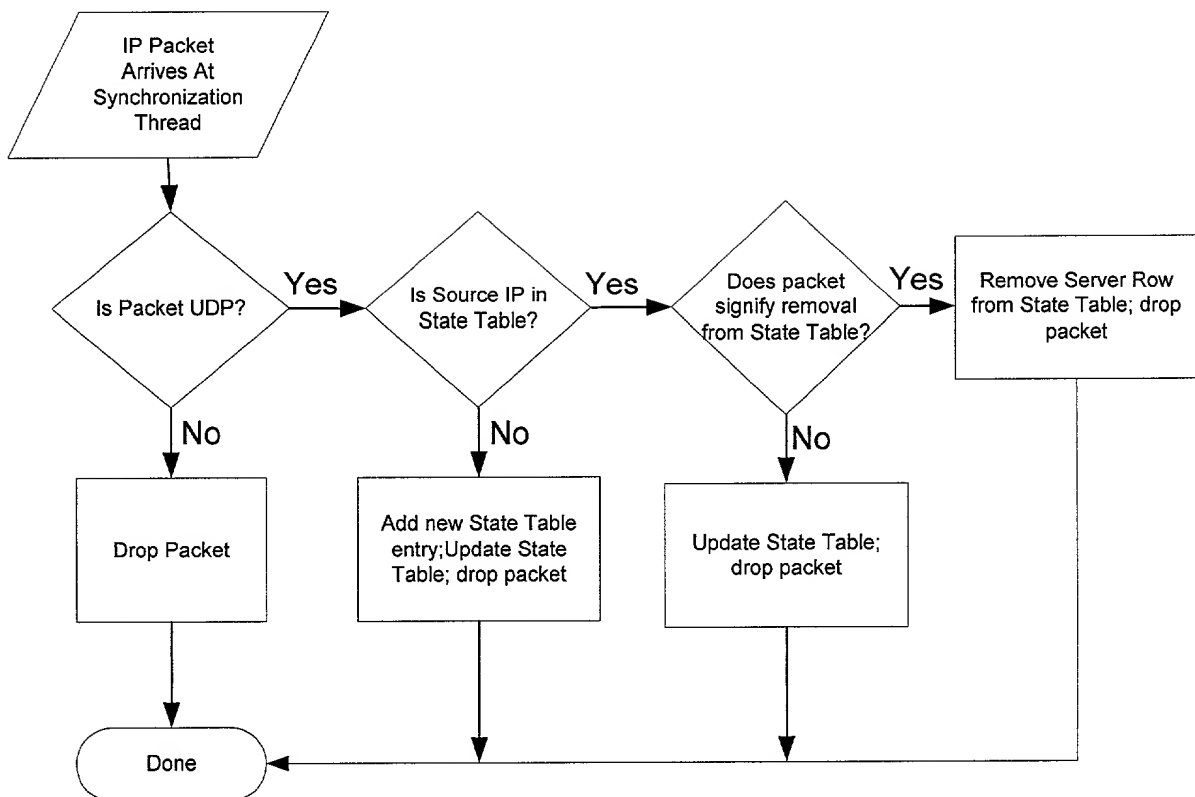 IP Packet
Arrives At
Synchronization
Thread
Is Packet UDP?
Yes
Is Source IP in
State Table?
Yes
Does packet
signify removal
from State Table?
Yes
Remove Server Row
from State Table; drop
packet
No
No
No
Drop Packet
Add new State Table
entry;Update State
Table; drop packet
Update State Table;
drop packet
Done